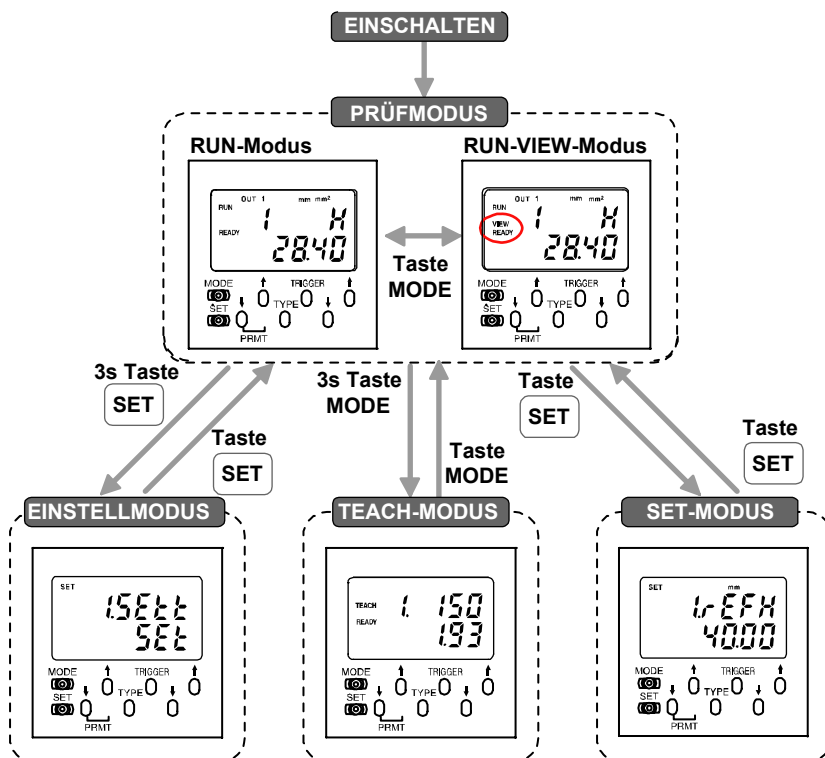 EINSCHALTEN
PRÜFMODUS
RUN-Modus
RUN-VIEW-Modus
OUT 1 mm mm²
RUN
1 H
READY
28.40
MODE TRIGGER
SET TYPE
PRMT
Taste
MODE
OUT 1 mm mm²
RUN
1 H
VIEW
READY
28.40
MODE TRIGGER
SET TYPE
PRMT
3s Taste
SET
Taste
SET
3s Taste
MODE
Taste
MODE
Taste
SET
Taste
SET
EINSTELLMODUS
SET
1.SEtt
SEt
MODE TRIGGER
SET TYPE
PRMT
TEACH-MODUS
TEACH 1. 150
READY
1.93
MODE TRIGGER
SET TYPE
PRMT
SET-MODUS
SET mm
1.rEFH
40.00
MODE TRIGGER
SET TYPE
PRMT